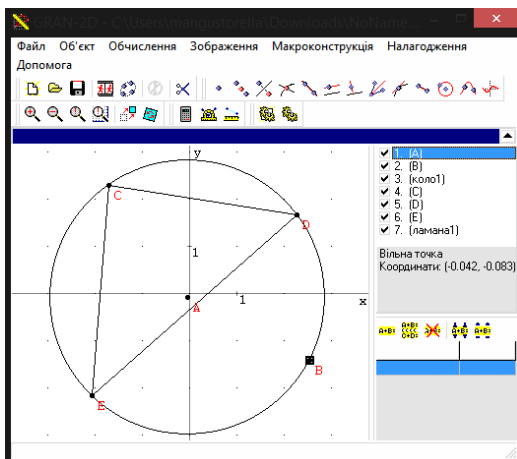 GRAN-2D - C:\Users\mangustorella\Downloads\NoName...
Файл Об'єкт Обчислення Зображення Макроконструкція Налагодження
Допомога
y
C
D
1
1
x
A
B
E
1. (A)
2. (B)
3. (коло1)
4. (C)
5. (D)
6. (E)
7. (ламана1)
Вільна точка
Координати: (-0.042, -0.083)